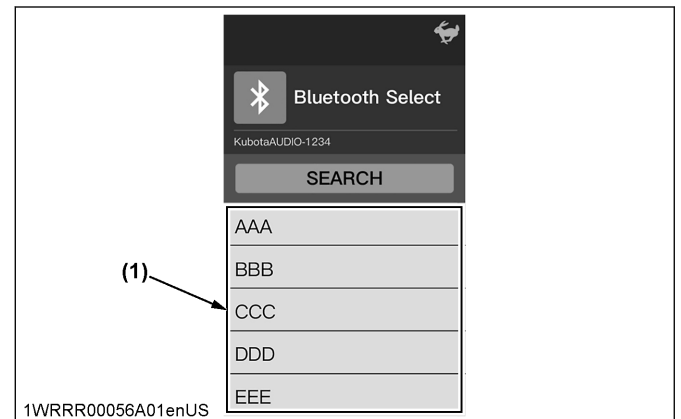 Bluetooth Select
KubotaAUDIO-1234
SEARCH
AAA
BBB
(1)
CCC
DDD
EEE
1WRRR00056A01enUS